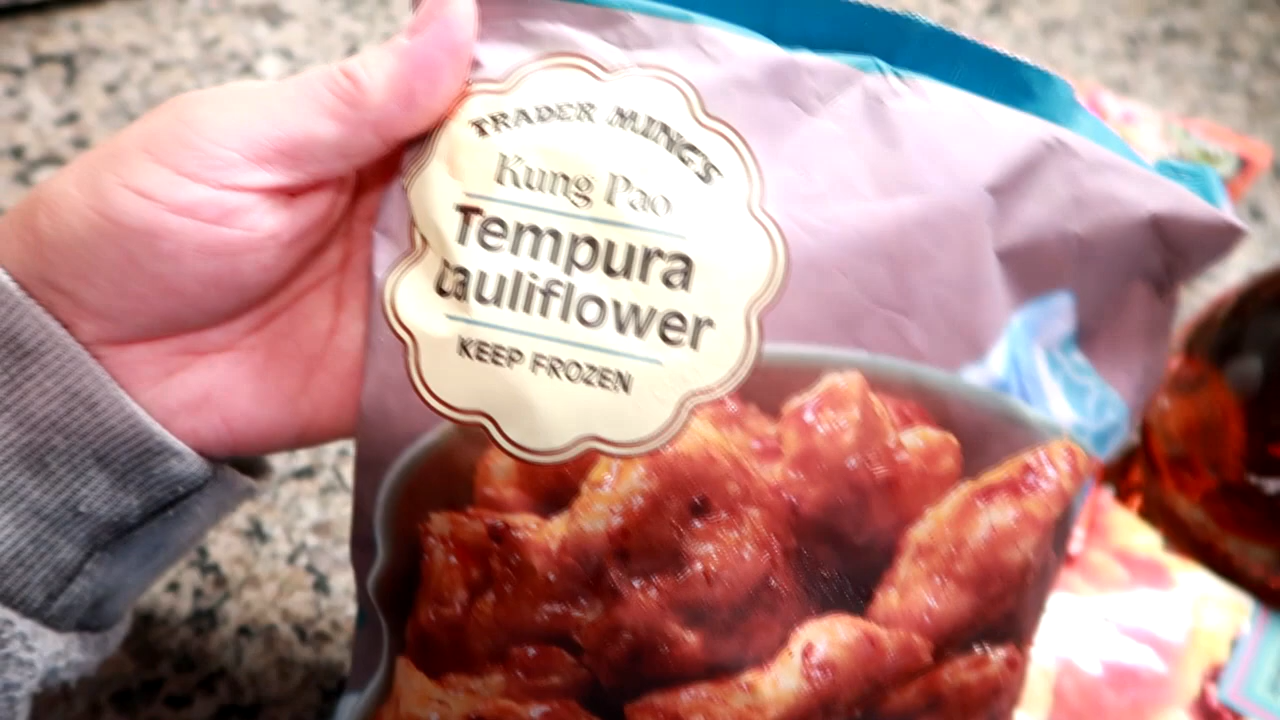 TRADER MING'S
Kung Pao
Tempura
cauliflower
KEEP FROZEN